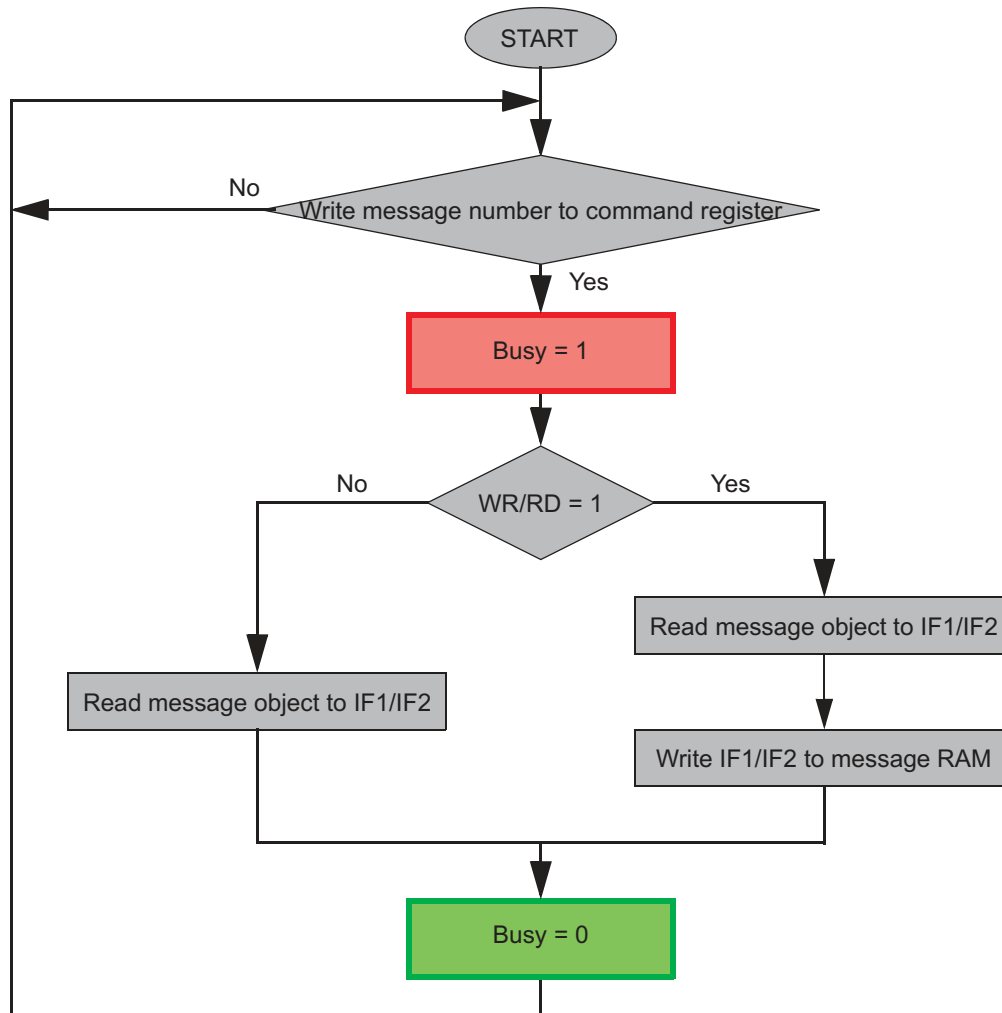 START
No
Write message number to command register
Yes
Busy = 1
No
WR/RD = 1
Yes
Read message object to IF1/IF2
Read message object to IF1/IF2
Write IF1/IF2 to message RAM
Busy = 0